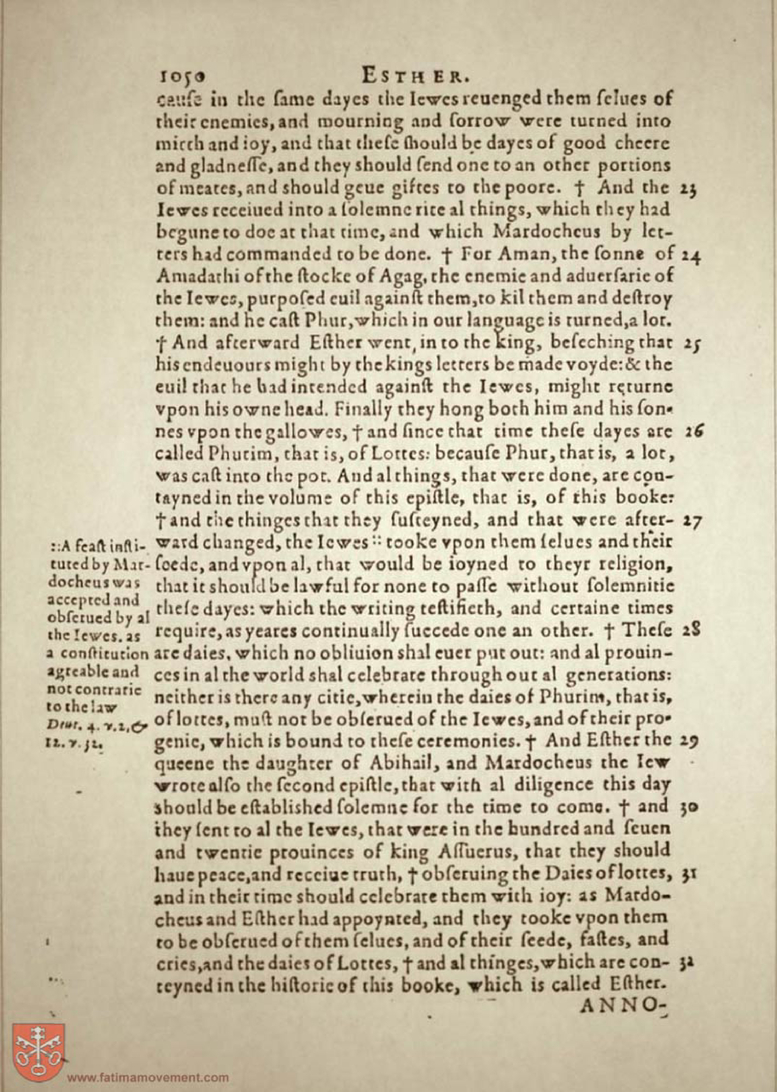 1050 ESTHER.
cauſe in the ſame dayes the Iewes reuenged them ſelues of
their enemies, and mourning and ſorrow were turned into
mirth and ioy, and that theſe ſhould be dayes of good cheere
and gladneſſe, and they should ſend one to an other portions
of meates, and should geue giftes to the poore. † And the 23
Iewes receiued into a ſolemne rite al things, which they had
begune to doe at that time, and which Mardocheus by let-
ters had commanded to be done. † For Aman, the ſonne of 24
Amadathi of the ſtocke of Agag, the enemie and aduerſarie of
the Iewes, purpoſed euil againſt them, to kil them and deſtroy
them: and he caſt Phur, which in our language is turned, a lot.
† And afterward Eſther went in to the king, beſeching that 25
his endeuours might by the kings letters be made voyde: & the
euil that he had intended againſt the Iewes, might returne
vpon his owne head. Finally they hong both him and his ſon-
nes vpon the gallowes, † and ſince that time theſe dayes are 26
called Phurim, that is, of Lottes: becauſe Phur, that is, a lot,
was caſt into the pot. And al things, that were done, are con-
tayned in the volume of this epiſtle, that is, of this booke:
† and the thinges that they ſuſteyned, and that were after- 27
ward changed, the Iewes :: tooke vpon them ſelues and their
ſoede, and vpon al, that would be ioyned to theyr religion,
that it should be lawful for none to paſſe without ſolemnitie
theſe dayes: which the writing teſtifieth, and certaine times
require, as yeares continually ſuccede one an other. † Theſe 28
are daies, which no obliuion shal euer put out: and al prouin-
ces in al the world shal celebrate through out al generations:
neither is there any citie, wherein the daies of Phurim, that is,
of lottes, muſt not be obſerued of the Iewes, and of their pro-
genie, which is bound to theſe ceremonies. † And Eſther the 29
queene the daughter of Abihail, and Mardocheus the Iew
wrote alſo the ſecond epiſtle, that with al diligence this day
should be eſtablished ſolemne for the time to come. † and 30
they ſent to al the Iewes, that were in the hundred and ſeuen
and twentie prouinces of king Aſſuerus, that they should
haue peace, and receiue truth, † obſeruing the Daies of lottes, 31
and in their time should celebrate them with ioy: as Mardo-
cheus and Eſther had appoynted, and they tooke vpon them
to be obſerued of them ſelues, and of their ſeede, faſtes, and
cries, and the daies of Lottes, † and al thinges, which are con- 32
teyned in the hiſtorie of this booke, which is called Eſther.
ANNO-
:: A feaſt inſti-
tuted by Mar-
docheus was
accepted and
obſerued by al
the Iewes, as
a conſtitution
agreable and
not contrarie
to the law
Deut. 4. v. 2. &
12. v. 32.
www.fatimamovement.com